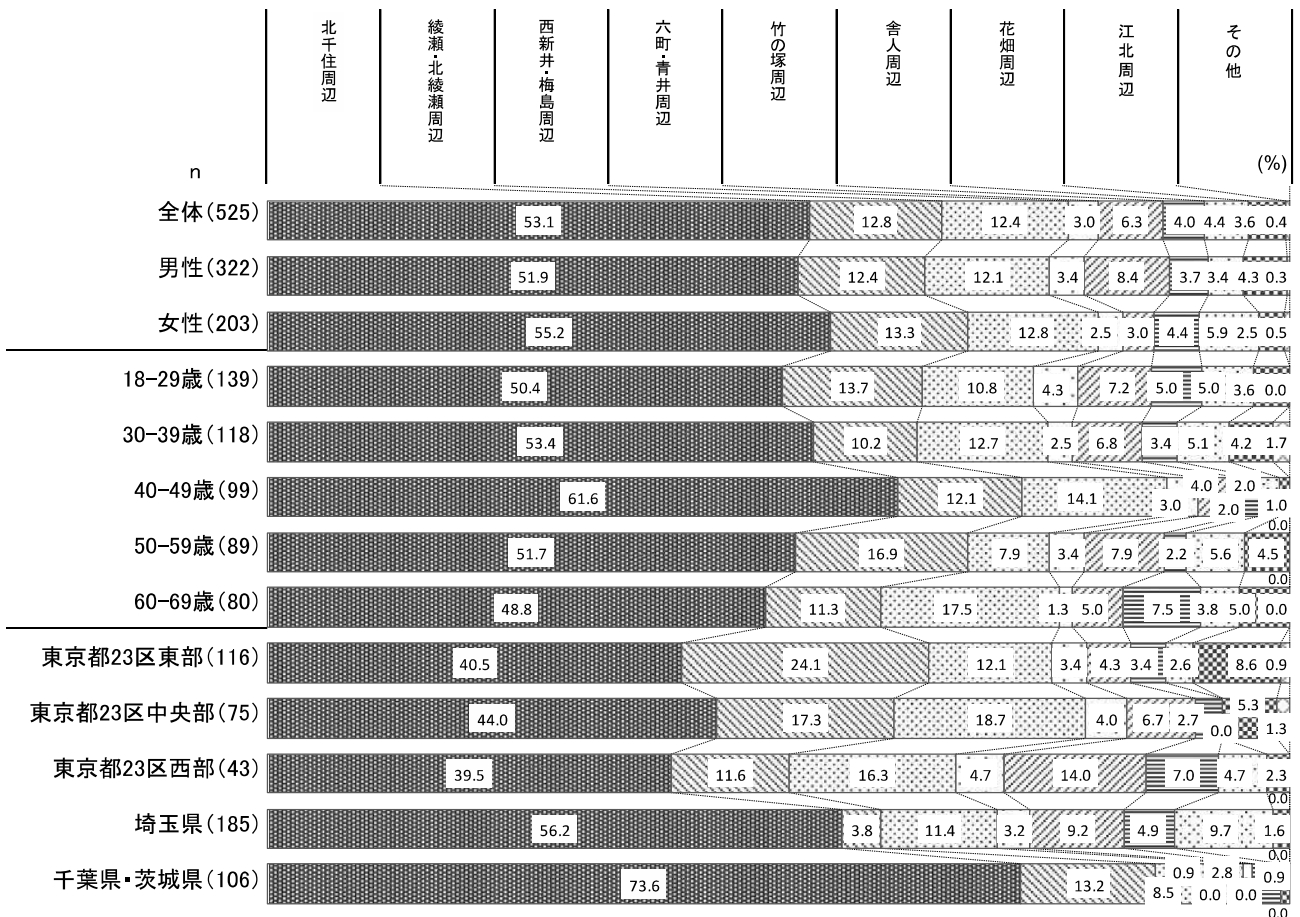 北千住周辺
綾瀬・北綾瀬周辺
西新井・梅島周辺
六町・青井周辺
竹の塚周辺
舎人周辺
花畑周辺
江北周辺
その他
(%)
n
全体(525) 53.1 12.8 12.4 3.0 6.3 4.0 4.4 3.6 0.4
男性(322) 51.9 12.4 12.1 3.4 8.4 3.7 3.4 4.3 0.3
女性(203) 55.2 13.3 12.8 2.5 3.0 4.4 5.9 2.5 0.5
18-29歳(139) 50.4 13.7 10.8 4.3 7.2 5.0 5.0 3.6 0.0
30-39歳(118) 53.4 10.2 12.7 2.5 6.8 3.4 5.1 4.2 1.7
40-49歳(99) 61.6 12.1 14.1 3.0 4.0 2.0 2.0 1.0 0.0
50-59歳(89) 51.7 16.9 7.9 3.4 7.9 2.2 5.6 4.5 0.0
60-69歳(80) 48.8 11.3 17.5 1.3 5.0 7.5 3.8 5.0 0.0
東京都23区東部(116) 40.5 24.1 12.1 3.4 4.3 3.4 2.6 8.6 0.9
東京都23区中央部(75) 44.0 17.3 18.7 4.0 6.7 2.7 0.0 5.3 1.3
東京都23区西部(43) 39.5 11.6 16.3 4.7 14.0 7.0 4.7 2.3 0.0
埼玉県(185) 56.2 3.8 11.4 3.2 9.2 4.9 9.7 1.6 0.0
千葉県・茨城県(106) 73.6 13.2 8.5 0.9 0.0 2.8 0.0 0.9 0.0